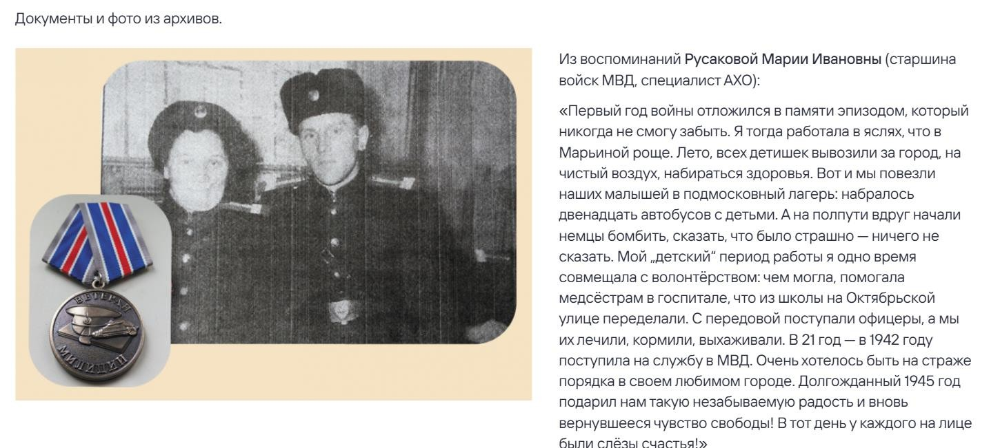 Документы и фото из архивов.
ВЕТЕРАН
МИЛИЦИИ
Из воспоминаний Русаковой Марии Ивановны (старшина
войск МВД, специалист АХО):
«Первый год войны отложился в памяти эпизодом, который
никогда не смогу забыть. Я тогда работала в яслях, что в
Марьиной роще. Лето, всех детишек вывозили за город, на
чистый воздух, набираться здоровья. Вот и мы повезли
наших малышей в подмосковный лагерь: набралось
двенадцать автобусов с детьми. А на полпути вдруг начали
немцы бомбить, сказать, что было страшно — ничего не
сказать. Мой „детский“ период работы я одно время
совмещала с волонтёрством: чем могла, помогала
медсёстрам в госпитале, что из школы на Октябрьской
улице переделали. С передовой поступали офицеры, а мы
их лечили, кормили, выхаживали. В 21 год — в 1942 году
поступила на службу в МВД. Очень хотелось быть на страже
порядка в своем любимом городе. Долгожданный 1945 год
подарил нам такую незабываемую радость и вновь
вернувшееся чувство свободы! В тот день у каждого на лице
были слёзы счастья!»